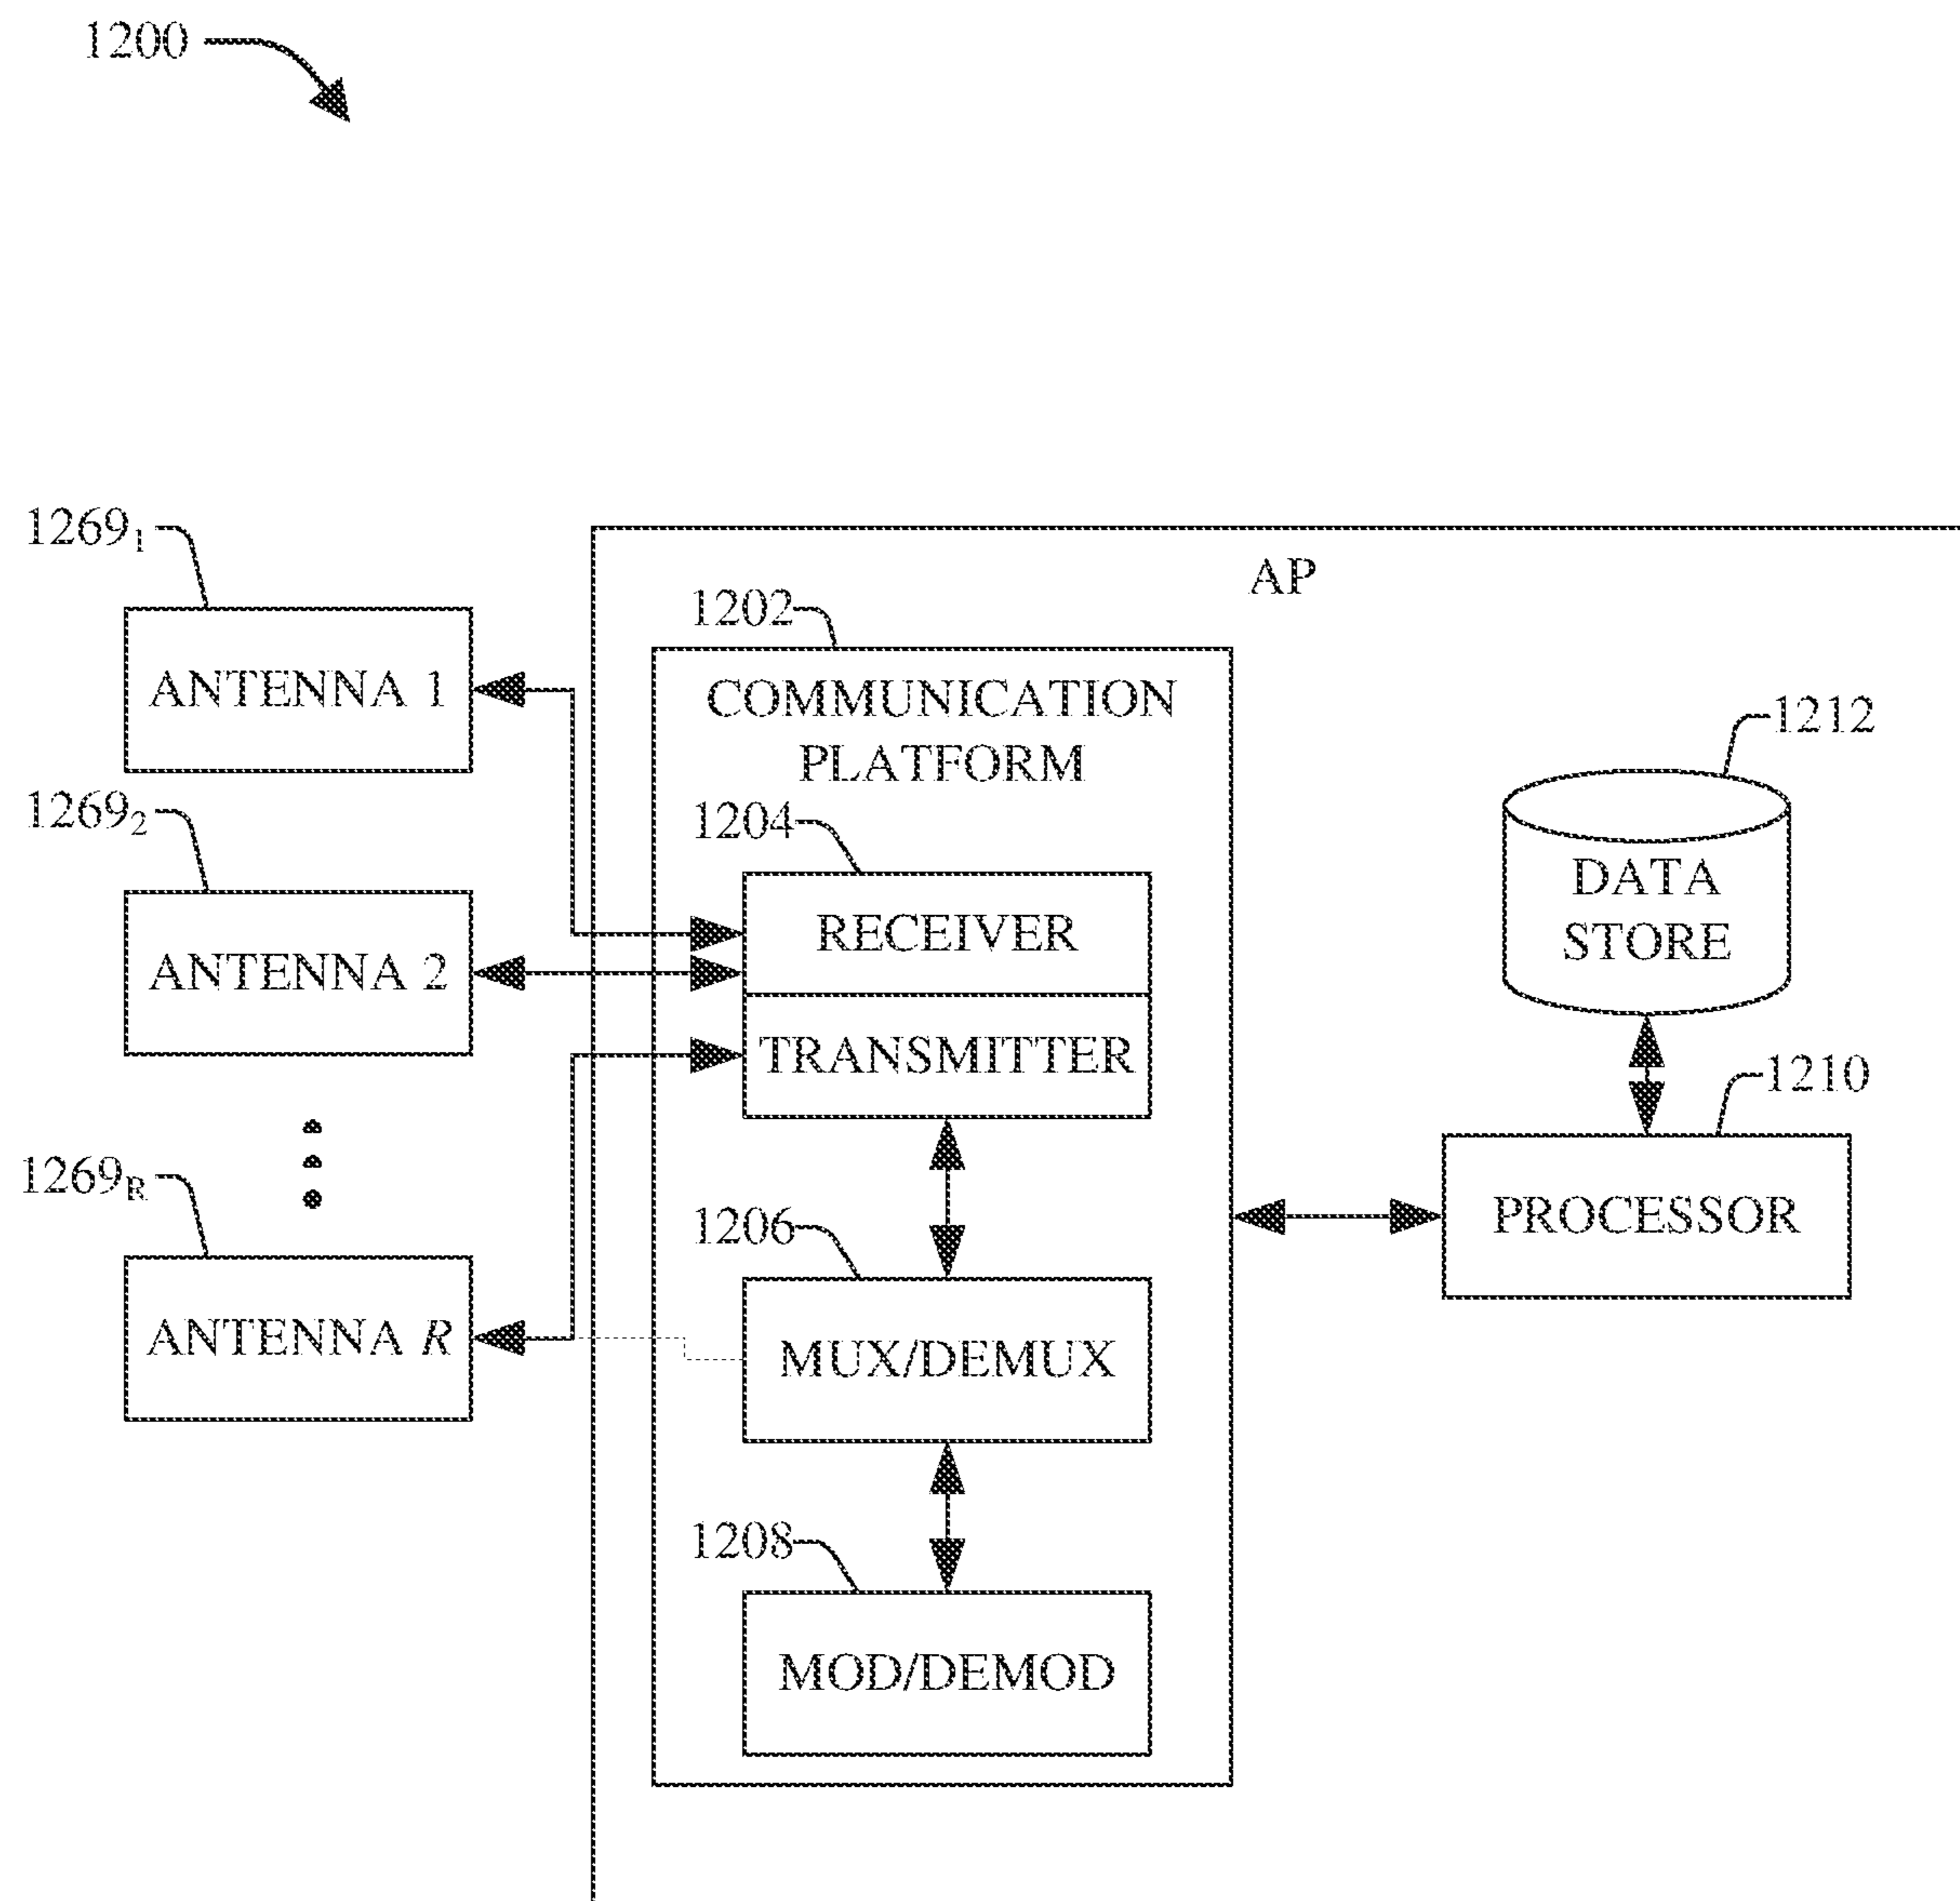 1200
1269₁
ANTENNA 1
1269₂
ANTENNA 2
1269R
ANTENNA R
AP
1202
COMMUNICATION
PLATFORM
1204
RECEIVER
TRANSMITTER
1206
MUX/DEMUX
1208
MOD/DEMOD
1212
DATA
STORE
1210
PROCESSOR